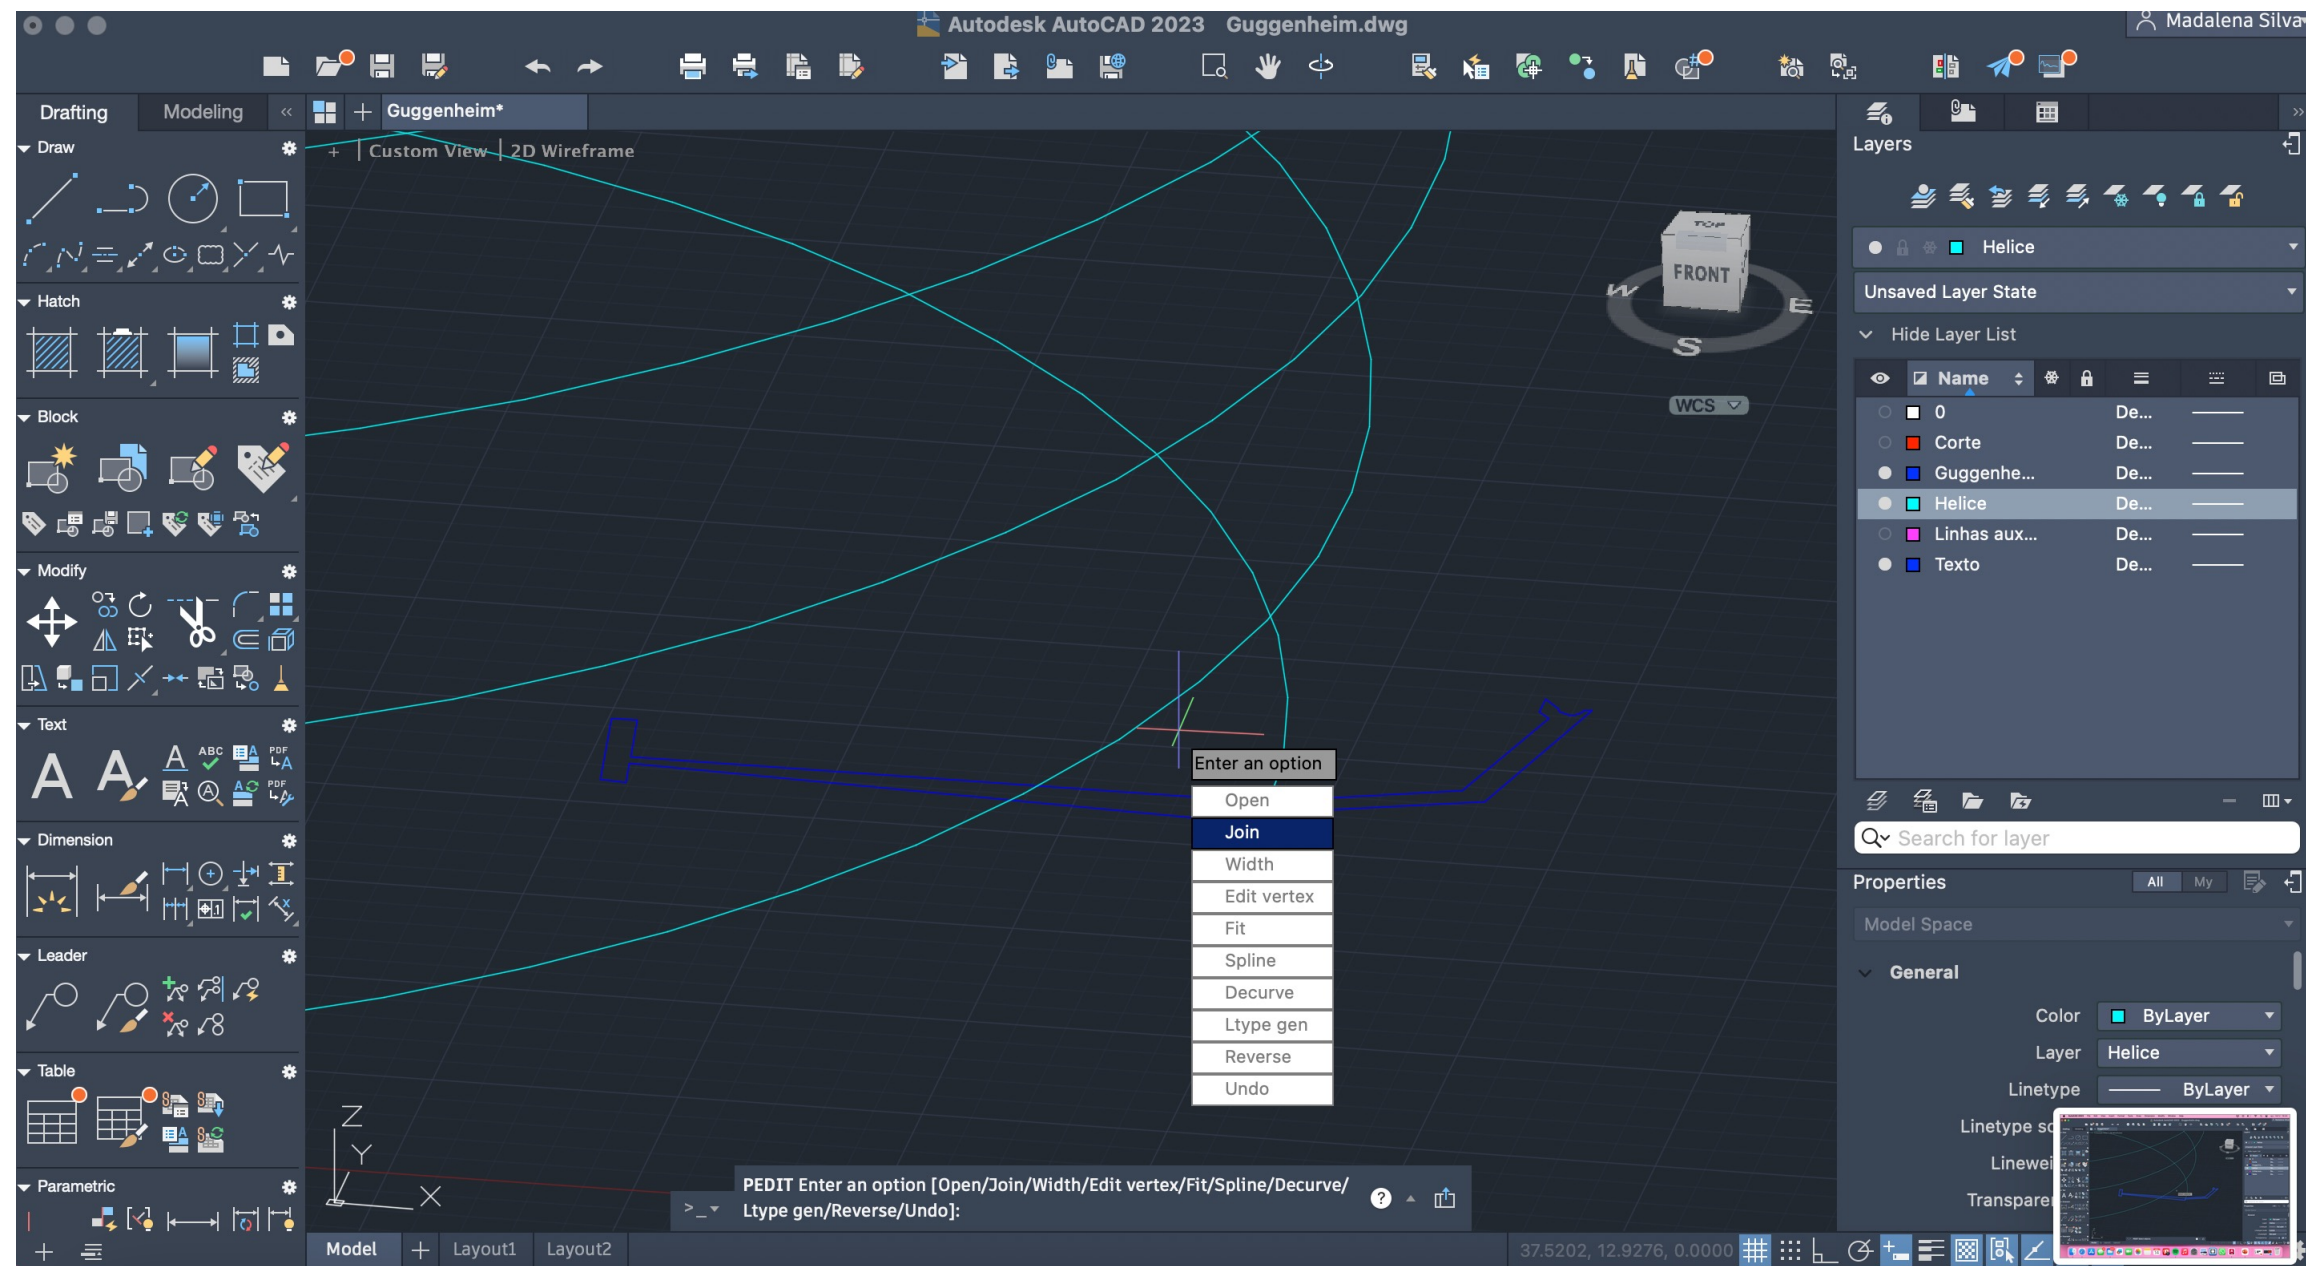 Autodesk AutoCAD 2023 Guggenheim.dwg
Madalena Silva
Drafting
Modeling
Guggenheim*
Draw
Custom View
2D Wireframe
Hatch
Block
Modify
Text
A
A
A
ABC
PDF
A
PDF
Dimension
Leader
Table
Parametric
TOP
FRONT
W
E
S
WCS
Enter an option
Open
Join
Width
Edit vertex
Fit
Spline
Decurve
Ltype gen
Reverse
Undo
Z
Y
X
PEDIT Enter an option [Open/Join/Width/Edit vertex/Fit/Spline/Decurve/
Ltype gen/Reverse/Undo]:
Model
Layout1
Layout2
37.5202, 12.9276, 0.0000
Layers
Helice
Unsaved Layer State
Hide Layer List
Name
0 De...
Corte De...
Guggenhe... De...
Helice De...
Linhas aux... De...
Texto De...
Search for layer
Properties
All
My
Model Space
General
Color ByLayer
Layer Helice
Linetype ByLayer
Linetype sc
Linewei
Transparer